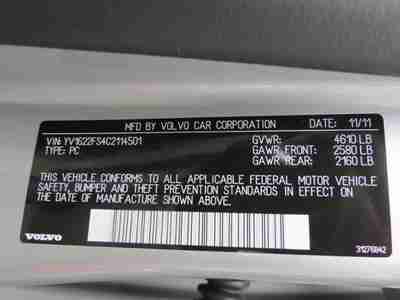 MFD BY VOLVO CAR CORPORATION DATE: 11/11
VIN: YV1622FS4C2114501 GVWR: 4610 LB
TYPE: PC GAWR FRONT: 2580 LB
GAWR REAR: 2160 LB
THIS VEHICLE CONFORMS TO ALL APPLICABLE FEDERAL MOTOR VEHICLE
SAFETY, BUMPER AND THEFT PREVENTION STANDARDS IN EFFECT ON
THE DATE OF MANUFACTURE SHOWN ABOVE.
VOLVO 31276942